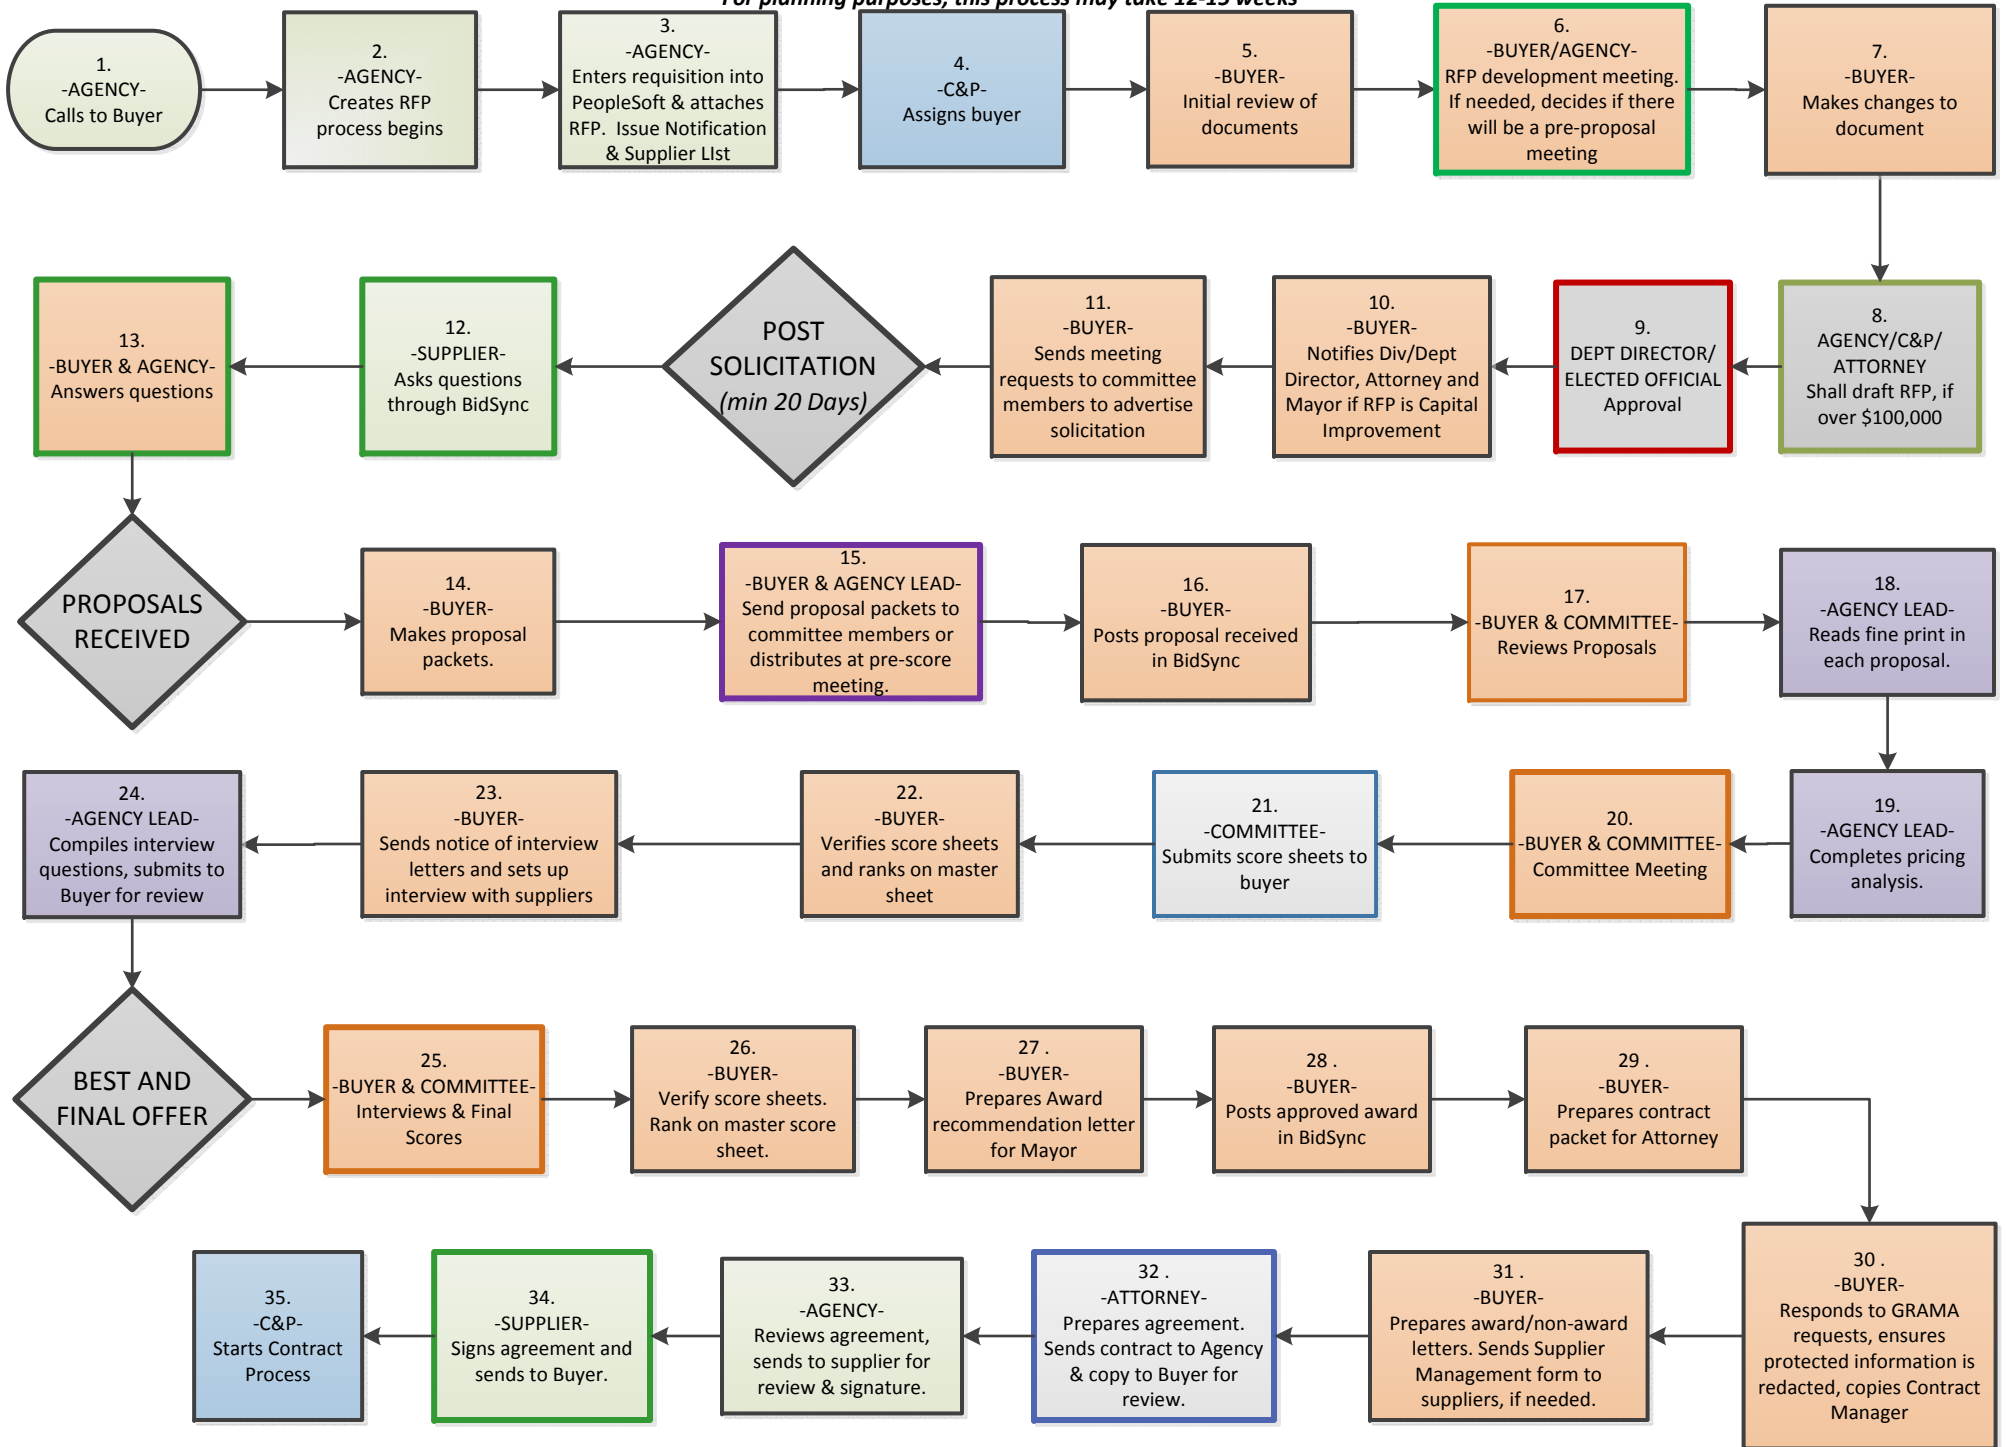 For planning purposes, this process may take 12-15 weeks
1.
-AGENCY-
Calls to Buyer
2.
-AGENCY-
Creates RFP
process begins
3.
-AGENCY-
Enters requisition into
PeopleSoft & attaches
RFP.  Issue Notification
& Supplier LIst
4.
-C&P-
Assigns buyer
5.
-BUYER-
Initial review of
documents
6.
-BUYER/AGENCY-
RFP development meeting.
If needed, decides if there
will be a pre-proposal
meeting
7.
-BUYER-
Makes changes to
document
8.
AGENCY/C&P/
ATTORNEY
Shall draft RFP, if
over $100,000
9.
DEPT DIRECTOR/
ELECTED OFFICIAL
Approval
10.
-BUYER-
Notifies Div/Dept
Director, Attorney and
Mayor if RFP is Capital
Improvement
11.
-BUYER-
Sends meeting
requests to committee
members to advertise
solicitation
POST
SOLICITATION
(min 20 Days)
12.
-SUPPLIER-
Asks questions
through BidSync
13.
-BUYER & AGENCY-
Answers questions
PROPOSALS
RECEIVED
14.
-BUYER-
Makes proposal
packets.
15.
-BUYER & AGENCY LEAD-
Send proposal packets to
committee members or
distributes at pre-score
meeting.
16.
-BUYER-
Posts proposal received
in BidSync
17.
-BUYER & COMMITTEE-
Reviews Proposals
18.
-AGENCY LEAD-
Reads fine print in
each proposal.
19.
-AGENCY LEAD-
Completes pricing
analysis.
20.
-BUYER & COMMITTEE-
Committee Meeting
21.
-COMMITTEE-
Submits score sheets to
buyer
22.
-BUYER-
Verifies score sheets
and ranks on master
sheet
23.
-BUYER-
Sends notice of interview
letters and sets up
interview with suppliers
24.
-AGENCY LEAD-
Compiles interview
questions, submits to
Buyer for review
BEST AND
FINAL OFFER
25.
-BUYER & COMMITTEE-
Interviews & Final
Scores
26.
-BUYER-
Verify score sheets.
Rank on master score
sheet.
27 .
-BUYER-
Prepares Award
recommendation letter
for Mayor
28 .
-BUYER-
Posts approved award
in BidSync
29 .
-BUYER-
Prepares contract
packet for Attorney
30 .
-BUYER-
Responds to GRAMA
requests, ensures
protected information is
redacted, copies Contract
Manager
31 .
-BUYER-
Prepares award/non-award
letters. Sends Supplier
Management form to
suppliers, if needed.
32 .
-ATTORNEY-
Prepares agreement.
Sends contract to Agency
& copy to Buyer for
review.
33.
-AGENCY-
Reviews agreement,
sends to supplier for
review & signature.
34.
-SUPPLIER-
Signs agreement and
sends to Buyer.
35.
-C&P-
Starts Contract
Process